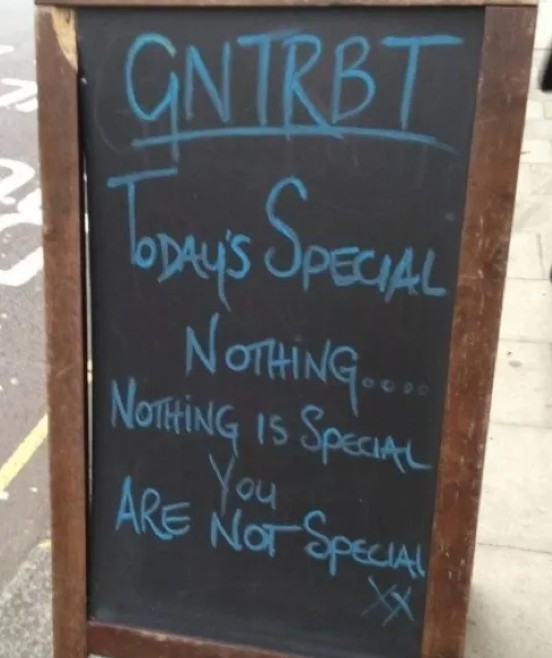 GNTRBT
TODAY'S SPECIAL
NOTHING....
NOTHING IS SPECIAL
YOU
ARE NOT SPECIAL
XX